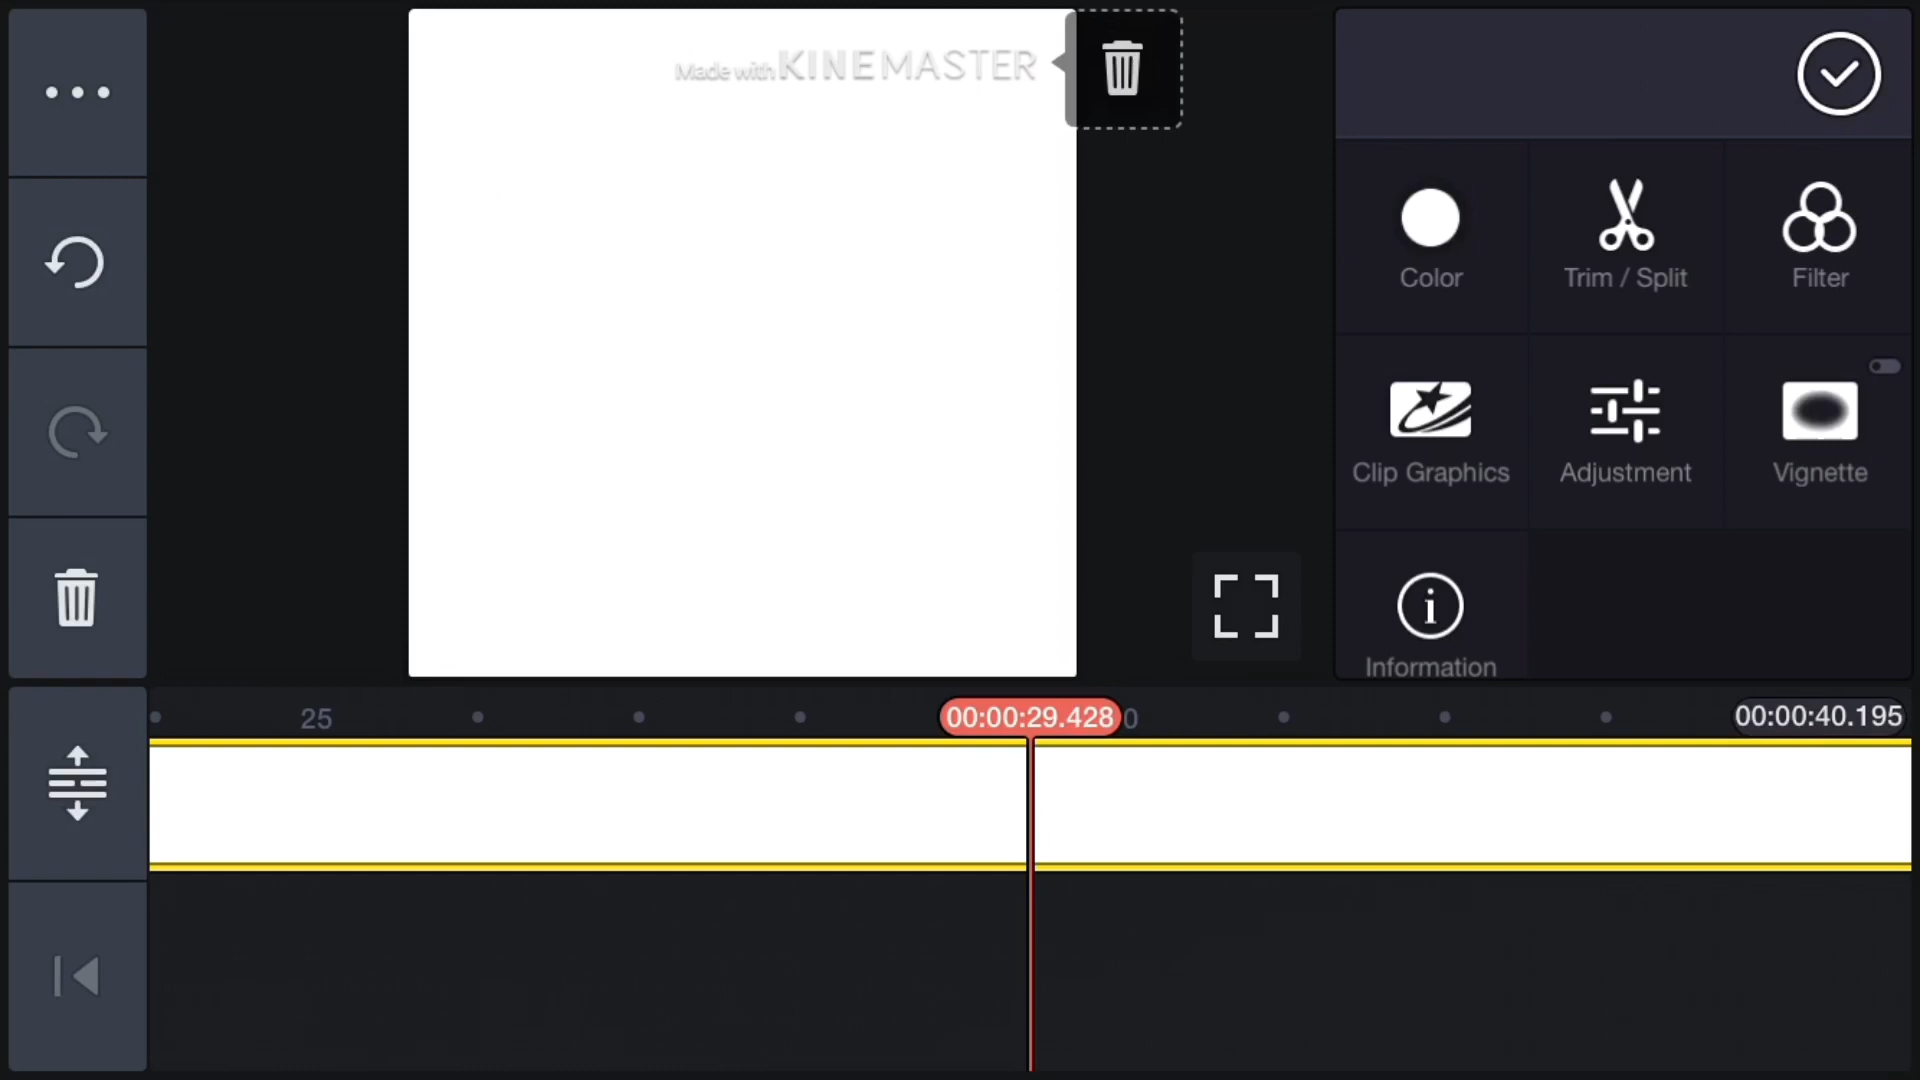 Made with KINEMASTER
Color
Trim / Split
Filter
Clip Graphics
Adjustment
Vignette
Information
25
00:00:29.428
0
00:00:40.195